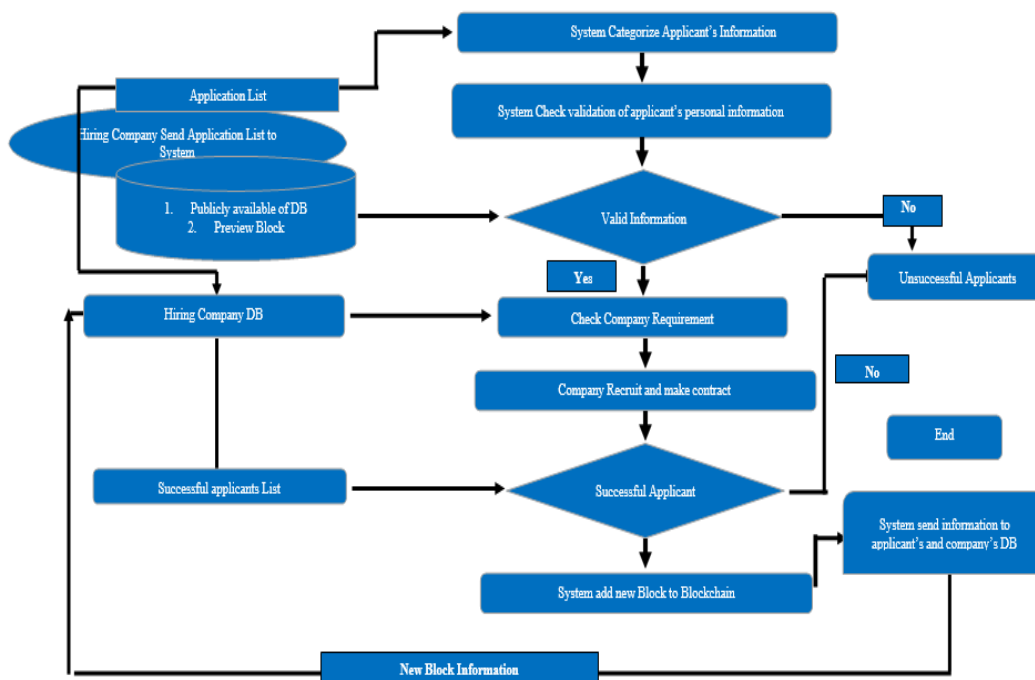 System Categorize Applicant's Information
Application List
System Check validation of applicant's personal information
Hiring Company Send Application List to
System
1. Publicly available of DB
2. Preview Block
Valid Information
No
Yes
Unsuccessful Applicants
Hiring Company DB
Check Company Requirement
No
Company Recruit and make contract
End
Successful applicants List
Successful Applicant
System send information to
applicant's and company's DB
System add new Block to Blockchain
New Block Information